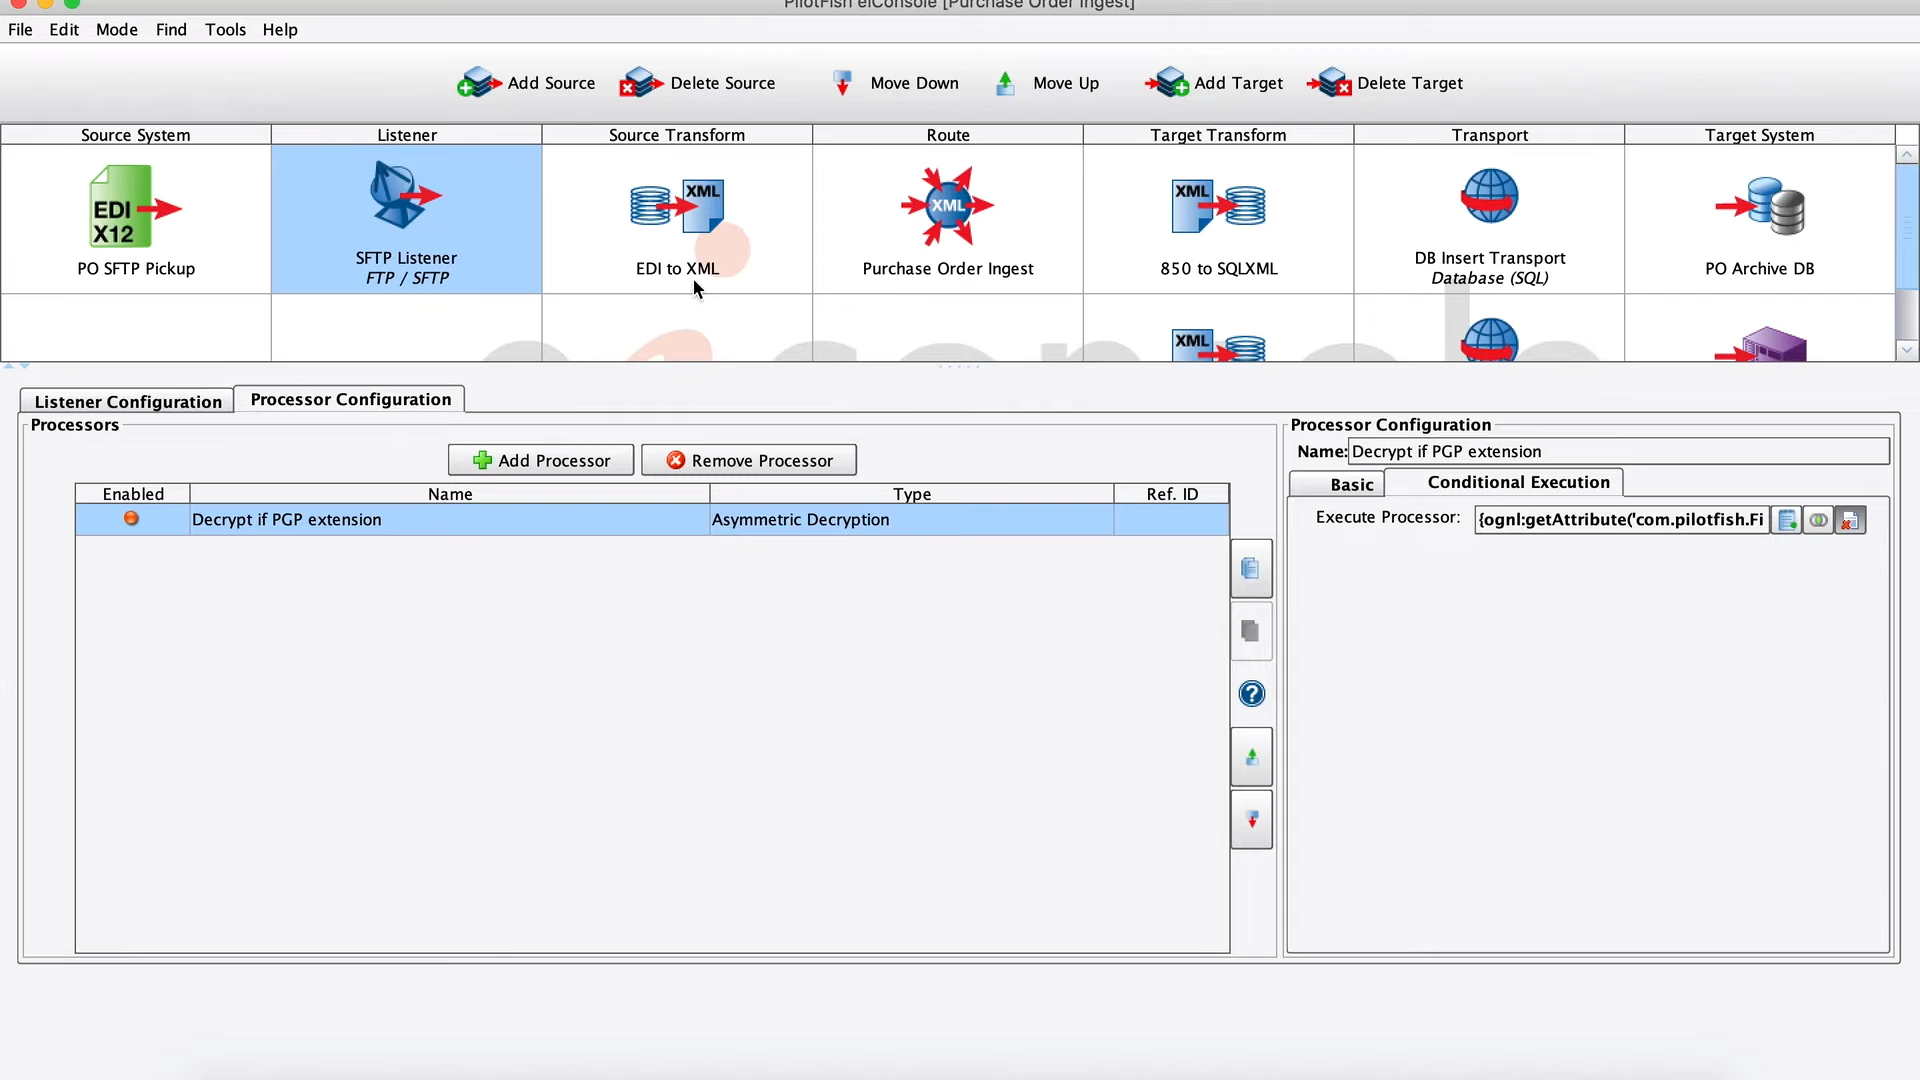 PilotFish eiConsole [Purchase Order Ingest]
File Edit Mode Find Tools Help
Add Source Delete Source Move Down Move Up Add Target Delete Target
Source System Listener Source Transform Route Target Transform Transport Target System
EDI X12
XML
XML
XML
PO SFTP Pickup
SFTP Listener
FTP / SFTP
EDI to XML
Purchase Order Ingest
850 to SQLXML
DB Insert Transport
Database (SQL)
PO Archive DB
XML
Listener Configuration Processor Configuration
Processors
Add Processor Remove Processor
Enabled Name Type Ref. ID
Decrypt if PGP extension Asymmetric Decryption
Processor Configuration
Name: Decrypt if PGP extension
Basic Conditional Execution
Execute Processor: {ognl:getAttribute('com.pilotfish.Fi